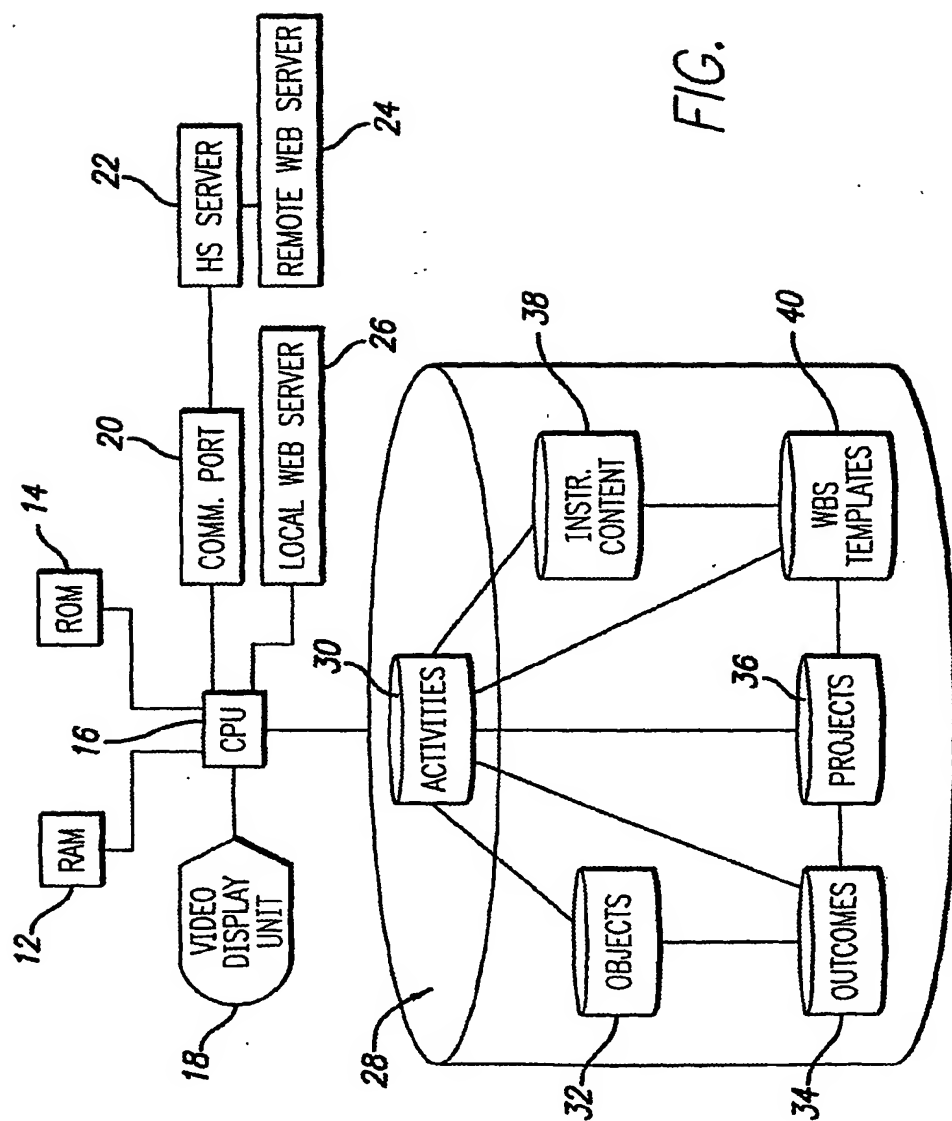 12
RAM
14
ROM
16
CPU
18
VIDEO
DISPLAY
UNIT
20
COMM. PORT
22
HS SERVER
REMOTE WEB SERVER
24
LOCAL WEB SERVER
26
28
30
ACTIVITIES
32
OBJECTS
38
INSTR.
CONTENT
34
OUTCOMES
36
PROJECTS
40
WBS
TEMPLATES
FIG.